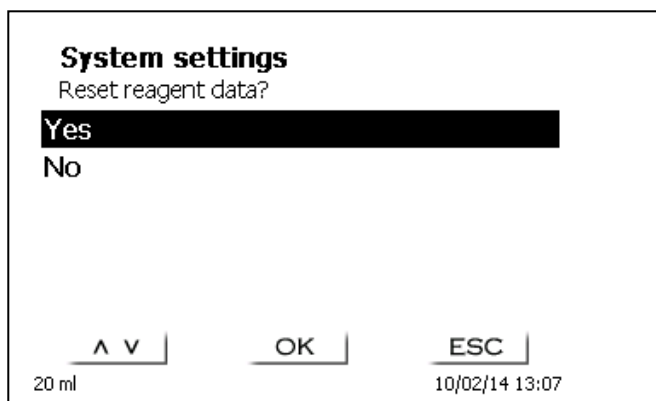 System settings
Reset reagent data?
Yes
No
∧ ∨ OK ESC
20 ml 10/02/14 13:07